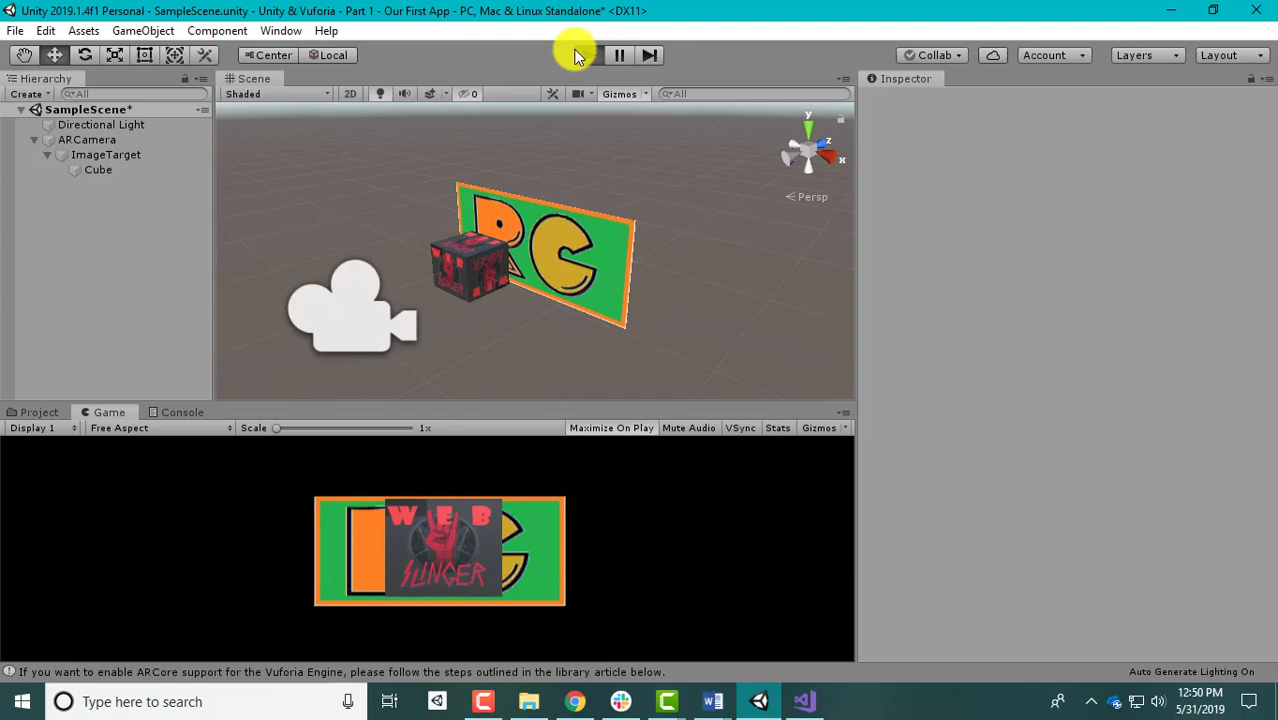 Unity 2019.1.4f1 Personal - SampleScene.unity - Unity & Vuforia - Part 1 - Our First App - PC, Mac & Linux Standalone* <DX11>
File Edit Assets GameObject Component Window Help
Center Local Collab Account Layers Layout
Hierarchy Scene Inspector
Create All Shaded 2D 0 Gizmos All
SampleScene*
Directional Light
ARCamera
ImageTarget
Cube
y
z
x
Persp
RC
SLINGER
Project Game Console
Display 1 Free Aspect Scale 1x Maximize On Play Mute Audio VSync Stats Gizmos
WEB
SLINGER
If you want to enable ARCore support for the Vuforia Engine, please follow the steps outlined in the library article below.
Auto Generate Lighting On
Type here to search
12:50 PM
5/31/2019